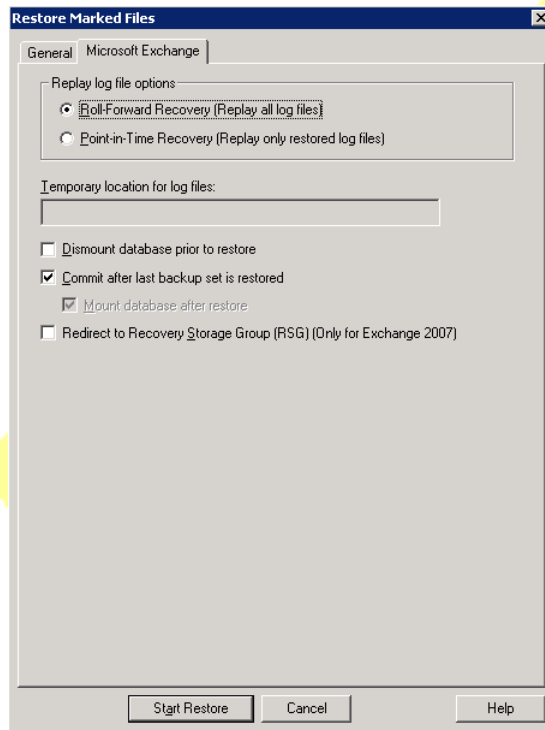 Restore Marked Files
General Microsoft Exchange
Replay log file options
Roll-Forward Recovery (Replay all log files)
Point-in-Time Recovery (Replay only restored log files)
Temporary location for log files:
Dismount database prior to restore
Commit after last backup set is restored
Mount database after restore
Redirect to Recovery Storage Group (RSG) (Only for Exchange 2007)
Start Restore Cancel Help